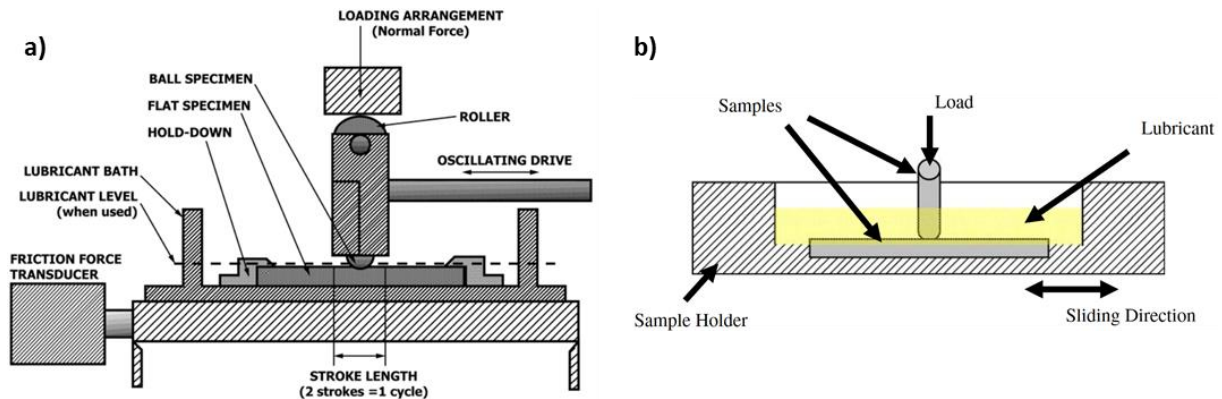 a)
LOADING ARRANGEMENT
(Normal Force)
BALL SPECIMEN
FLAT SPECIMEN
HOLD-DOWN
ROLLER
OSCILLATING DRIVE
LUBRICANT BATH
LUBRICANT LEVEL
(when used)
FRICTION FORCE
TRANSDUCER
STROKE LENGTH
(2 strokes =1 cycle)
b)
Samples
Load
Lubricant
Sample Holder
Sliding Direction